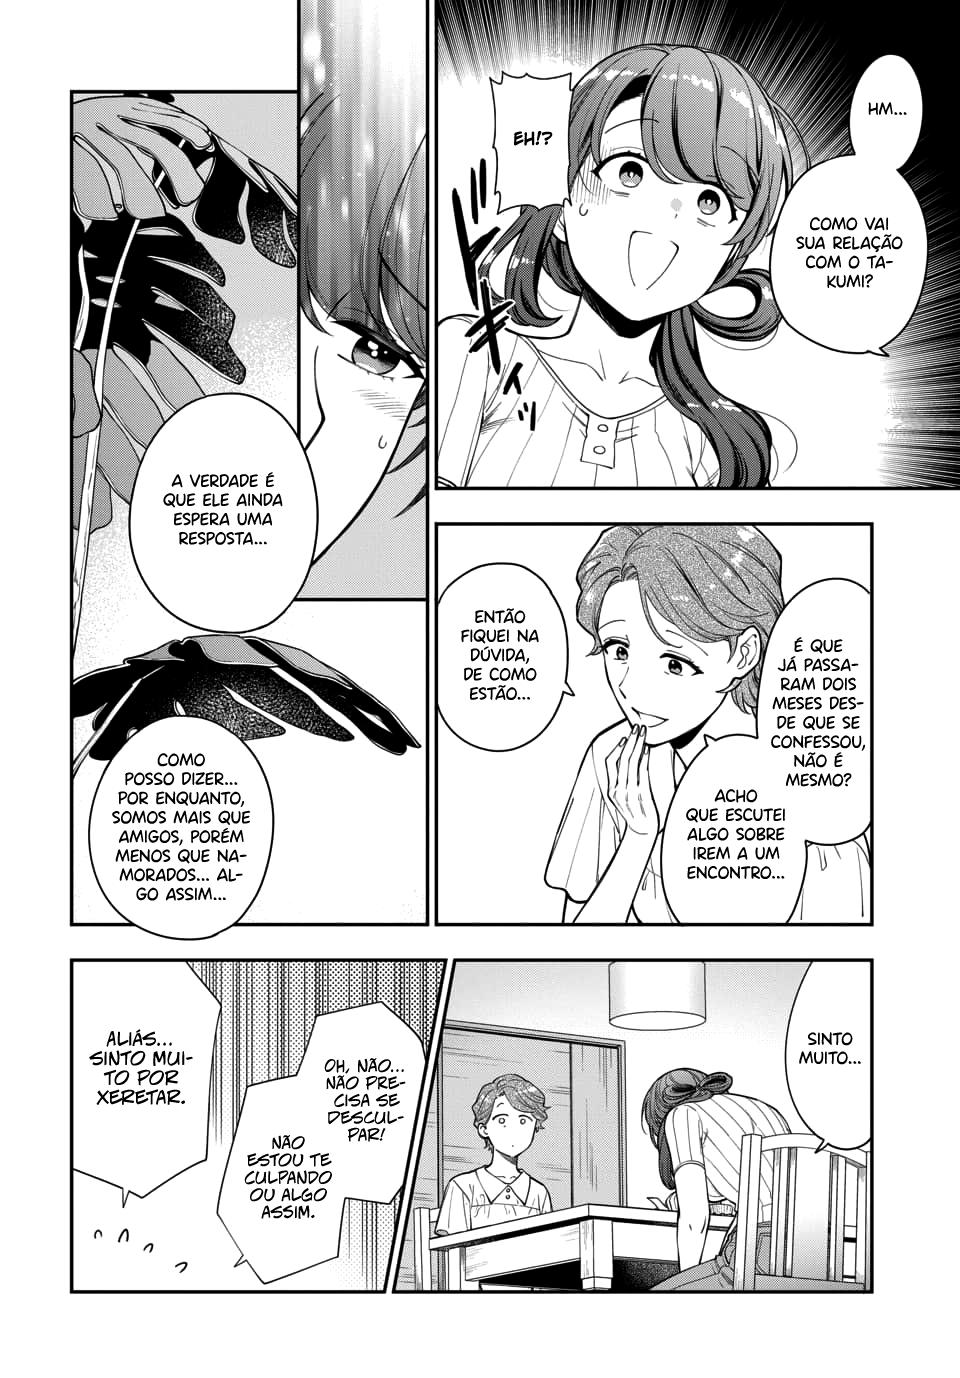 HM...
COMO VAI
SUA RELAÇÃO
COM O TA-
KUMI?
EH!?
É QUE
JÁ PASSA-
RAM DOIS
MESES DES-
DE QUE SE
CONFESSOU,
NÃO É
MESMO?
ACHO
QUE ESCUTEI
ALGO SOBRE
IREM A UM
ENCONTRO...
ENTÃO
FIQUEI NA
DÚVIDA,
DE COMO
ESTÃO...
A VERDADE É
QUE ELE AINDA
ESPERA UMA
RESPOSTA...
COMO
POSSO DIZER...
POR ENQUANTO,
SOMOS MAIS QUE
AMIGOS, PORÉM
MENOS QUE NA-
MORADOS... AL-
GO ASSIM...
SINTO
MUITO...
OH, NÃO...
NÃO PRE-
CISA SE
DESCUL-
PAR!
NÃO
ESTOU TE
CULPANDO
OU ALGO
ASSIM.
ALIÁS...
SINTO MUI-
TO POR
XERETAR.